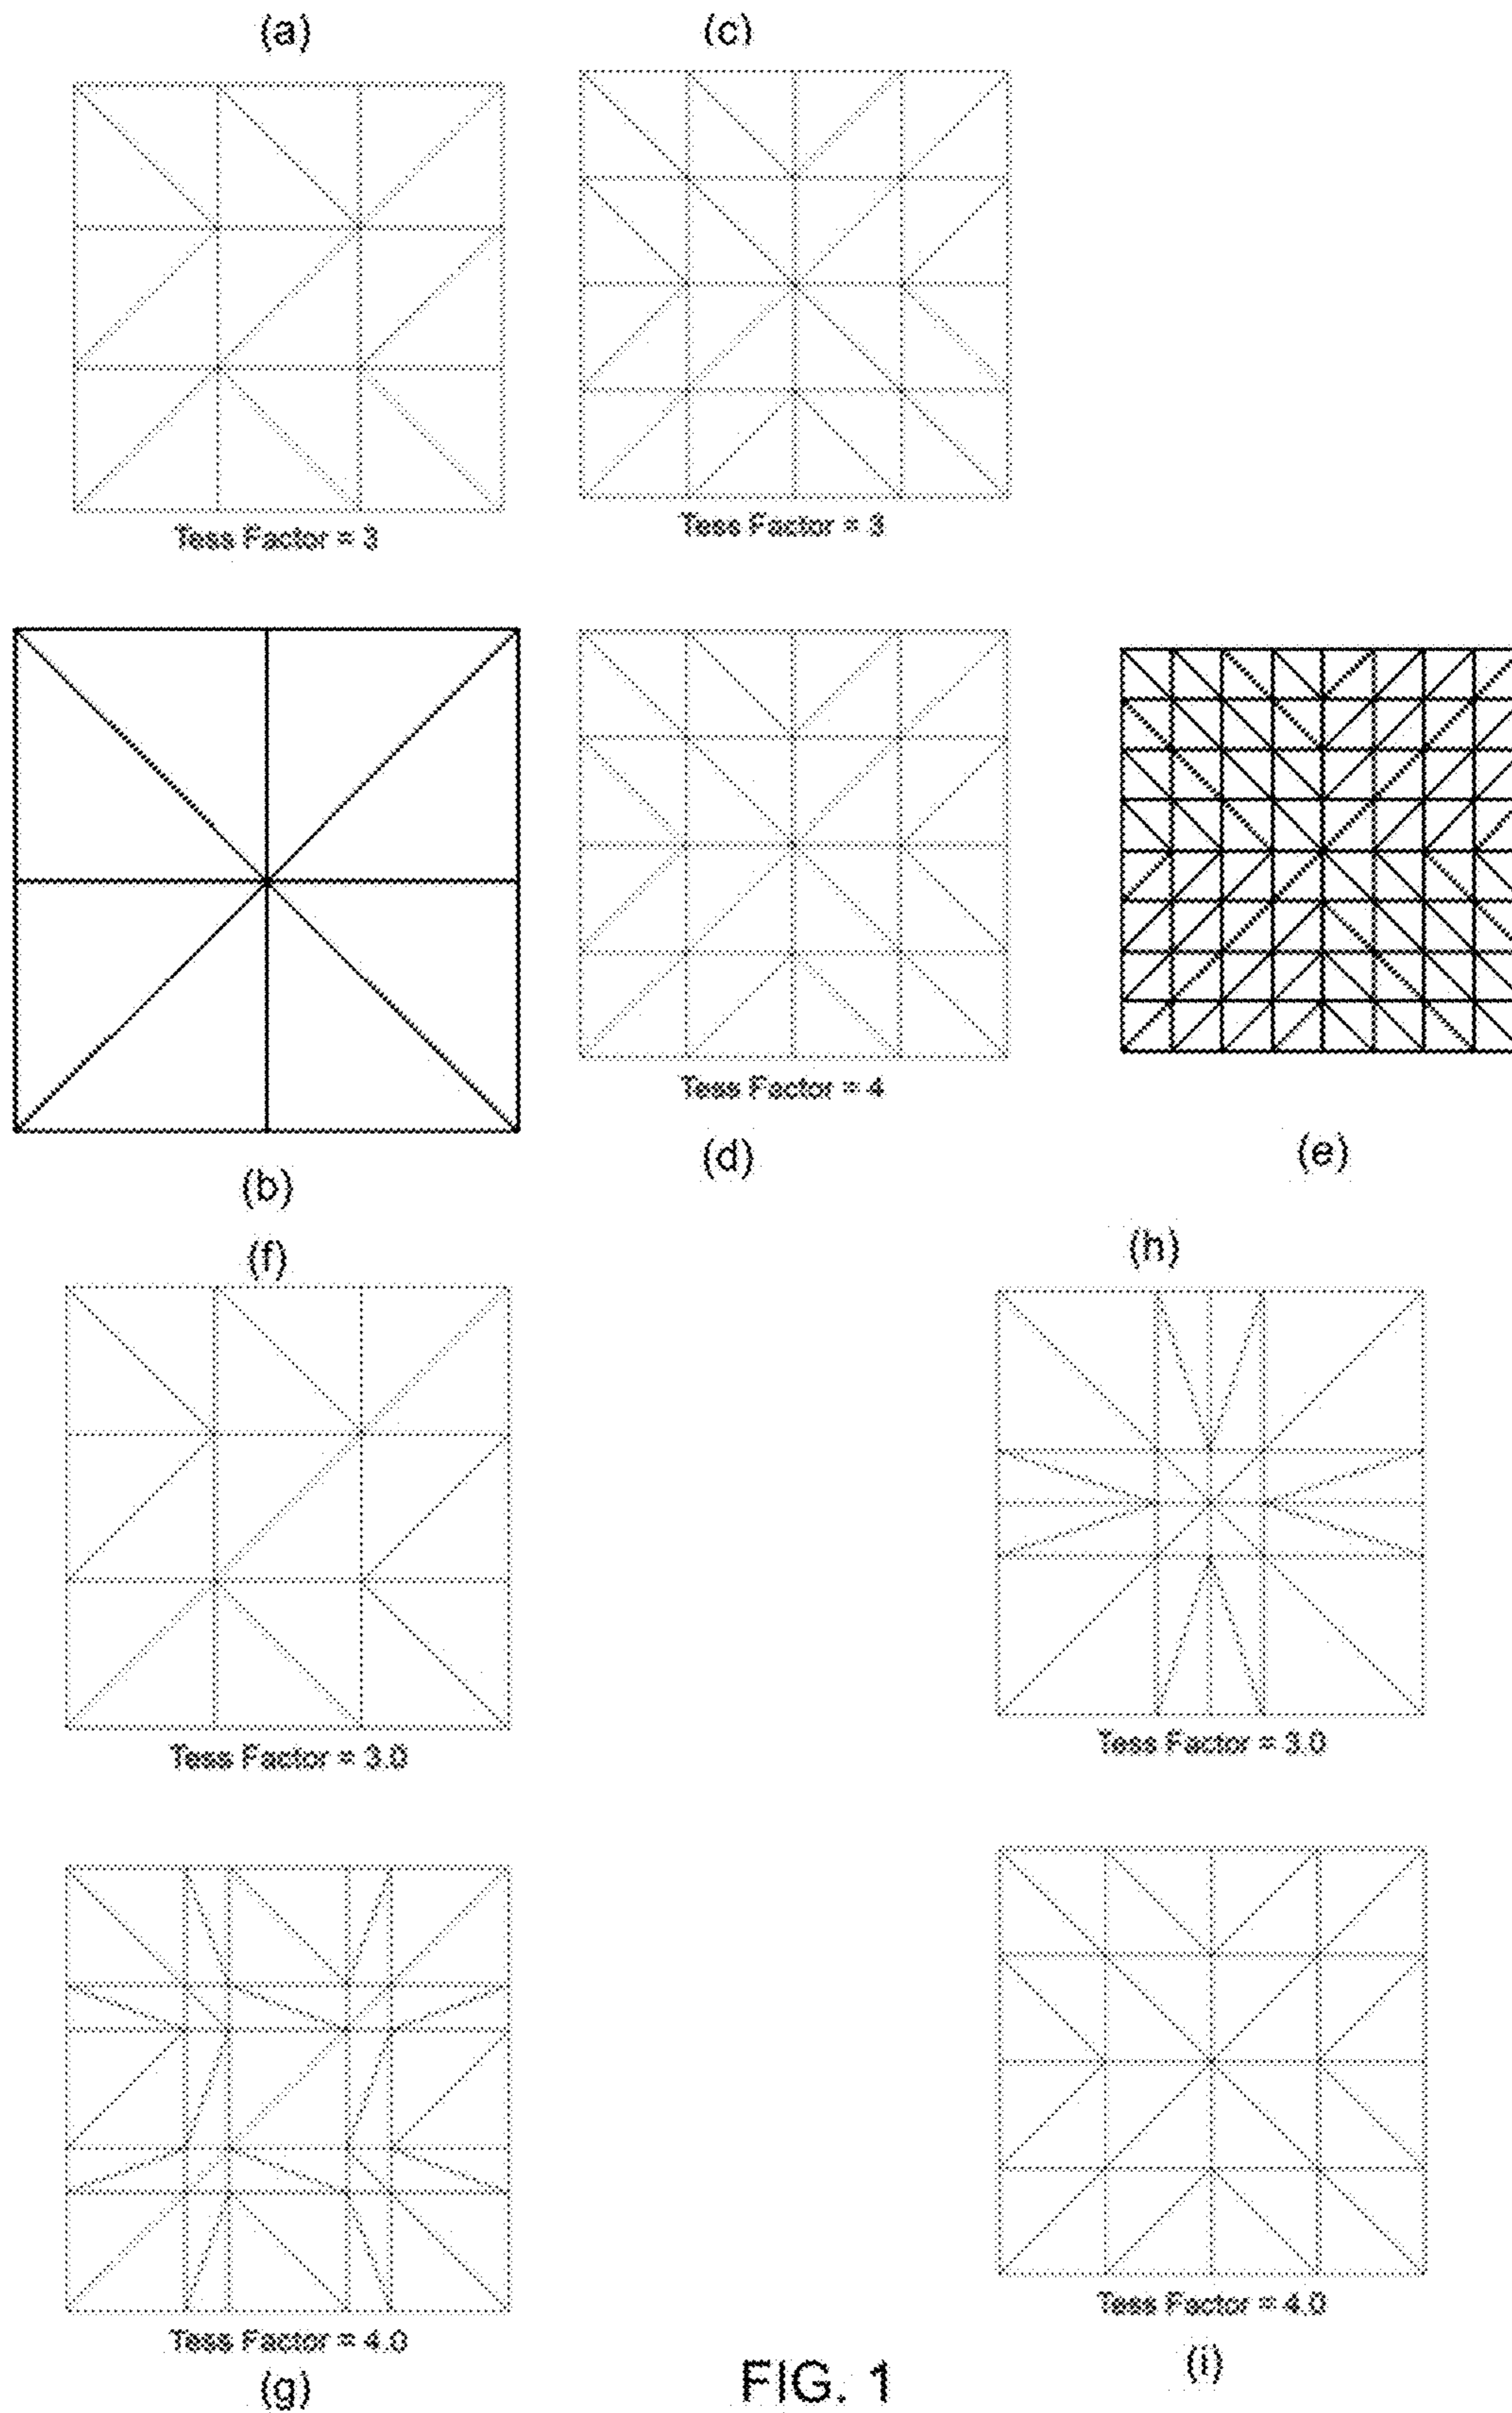 (a)
(c)
Tess Factor = 3
Tess Factor = 3
Tess Factor = 4
(b)
(d)
(e)
(f)
(h)
Tess Factor = 3.0
Tess Factor = 3.0
Tess Factor = 4.0
Tess Factor = 4.0
(g)
FIG. 1
(i)